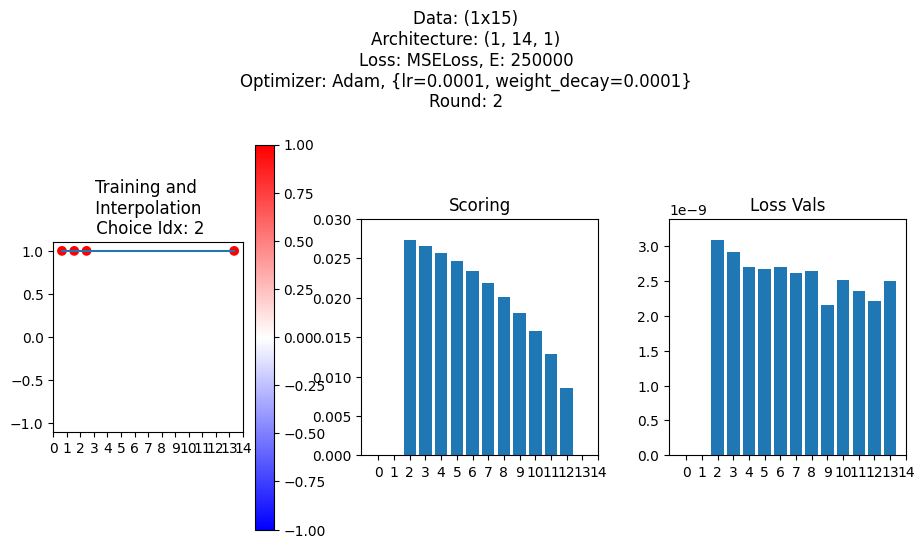 Data: (1x15)
Architecture: (1, 14, 1)
Loss: MSELoss, E: 250000
Optimizer: Adam, {lr=0.0001, weight_decay=0.0001}
Round: 2
Training and
Interpolation
Choice Idx: 2
1.0
0.5
0.0
−0.5
−1.0
0 1 2 3 4 5 6 7 8 9 10 11 12 13 14
1.00
0.75
0.50
0.25
0.00
−0.25
−0.50
−0.75
−1.00
Scoring
0.030
0.025
0.020
0.015
0.010
0.005
0.000
0 1 2 3 4 5 6 7 8 9 10 11 12 13 14
Loss Vals
1e−9
3.0
2.5
2.0
1.5
1.0
0.5
0.0
0 1 2 3 4 5 6 7 8 9 10 11 12 13 14